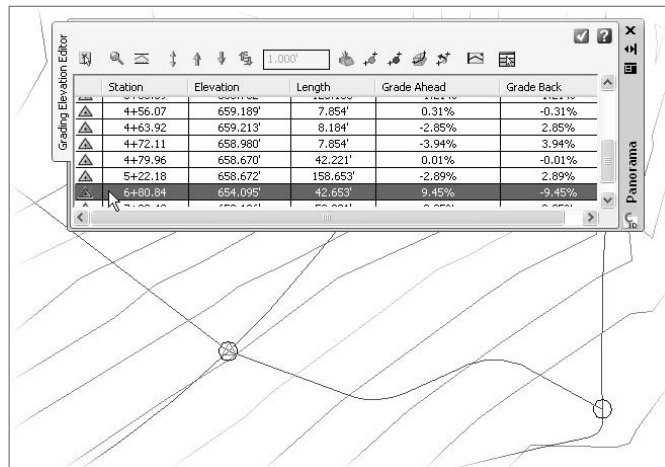 Grading Elevation Editor
1.000'
Station Elevation Length Grade Ahead Grade Back
4+56.07 659.189' 7.854' 0.31% -0.31%
4+63.92 659.213' 8.184' -2.85% 2.85%
4+72.11 658.980' 7.854' -3.94% 3.94%
4+79.96 658.670' 42.221' 0.01% -0.01%
5+22.18 658.672' 158.653' -2.89% 2.89%
6+80.84 654.095' 42.653' 9.45% -9.45%
Panorama